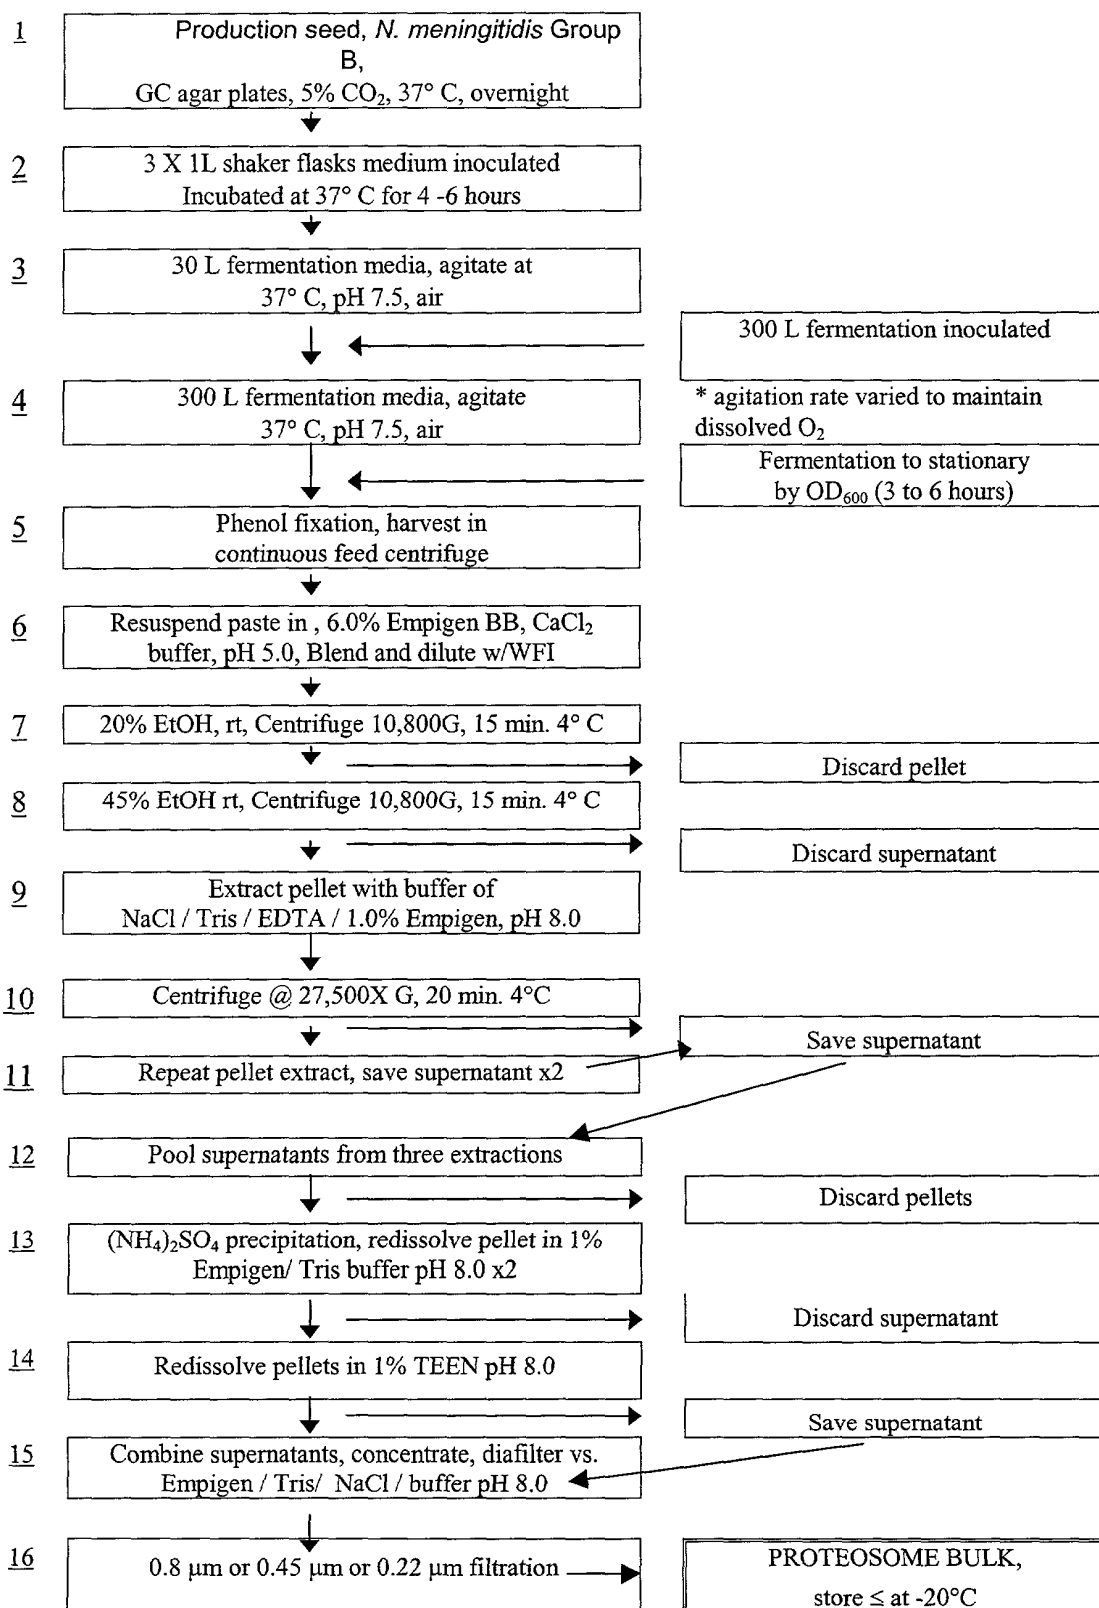 1
Production seed, N. meningitidis Group
B,
GC agar plates, 5% CO₂, 37° C, overnight
2
3 X 1L shaker flasks medium inoculated
Incubated at 37° C for 4 -6 hours
3
30 L fermentation media, agitate at
37° C, pH 7.5, air
300 L fermentation inoculated
4
300 L fermentation media, agitate
37° C, pH 7.5, air
* agitation rate varied to maintain
dissolved O₂
Fermentation to stationary
by OD₆₀₀ (3 to 6 hours)
5
Phenol fixation, harvest in
continuous feed centrifuge
6
Resuspend paste in , 6.0% Empigen BB, CaCl₂
buffer, pH 5.0, Blend and dilute w/WFI
7
20% EtOH, rt, Centrifuge 10,800G, 15 min. 4° C
Discard pellet
8
45% EtOH rt, Centrifuge 10,800G, 15 min. 4° C
Discard supernatant
9
Extract pellet with buffer of
NaCl / Tris / EDTA / 1.0% Empigen, pH 8.0
10
Centrifuge @ 27,500X G, 20 min. 4°C
Save supernatant
11
Repeat pellet extract, save supernatant x2
12
Pool supernatants from three extractions
Discard pellets
13
(NH₄)₂SO₄ precipitation, redissolve pellet in 1%
Empigen/ Tris buffer pH 8.0 x2
Discard supernatant
14
Redissolve pellets in 1% TEEN pH 8.0
Save supernatant
15
Combine supernatants, concentrate, diafilter vs.
Empigen / Tris/ NaCl / buffer pH 8.0
16
0.8 µm or 0.45 µm or 0.22 µm filtration
PROTEOSOME BULK,
store ≤ at -20°C